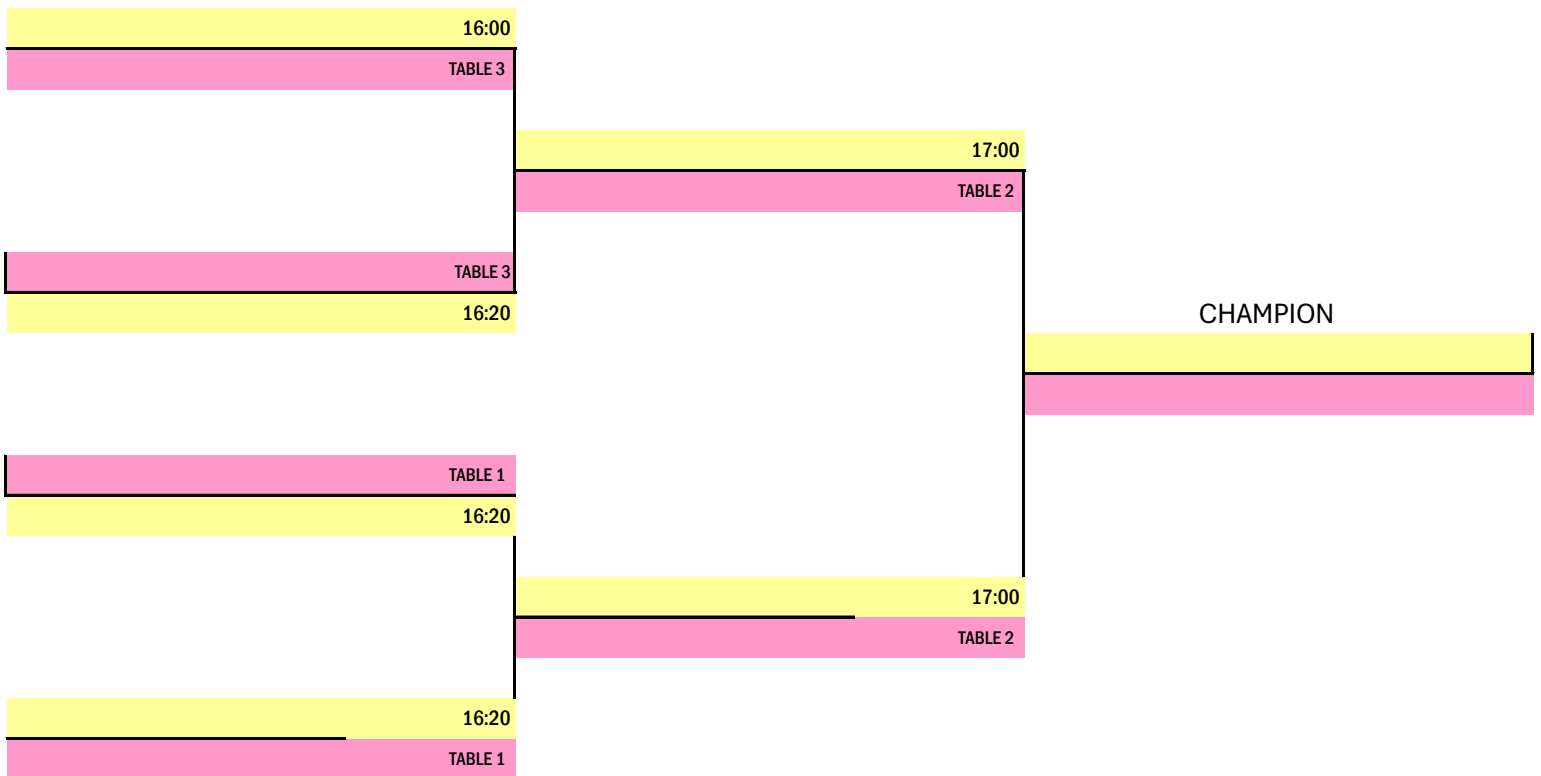 16:00
TABLE 3
17:00
TABLE 2
TABLE 3
16:20
CHAMPION
TABLE 1
16:20
17:00
TABLE 2
16:20
TABLE 1